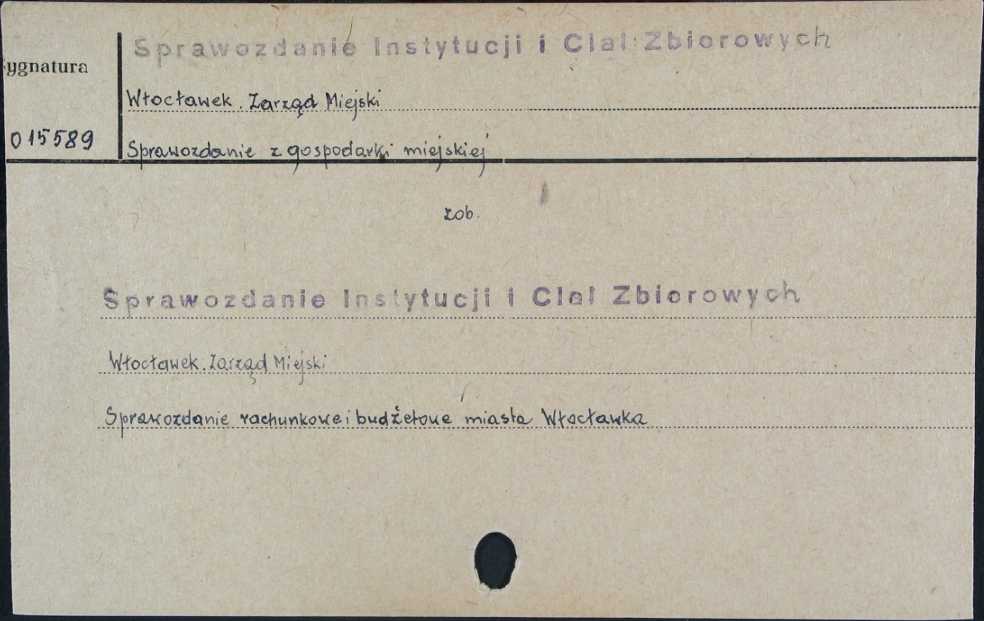 Sprawozdanie Instytucji i Ciał Zbiorowych
ygnatura
Włocławek. Zarząd Miejski
015589
Sprawozdanie z gospodarki miejskiej
zob.
Sprawozdanie Instytucji i Ciał Zbiorowych
Włocławek. Zarząd Miejski
Sprawozdanie rachunkowe i budżetowe miasta Włocławka